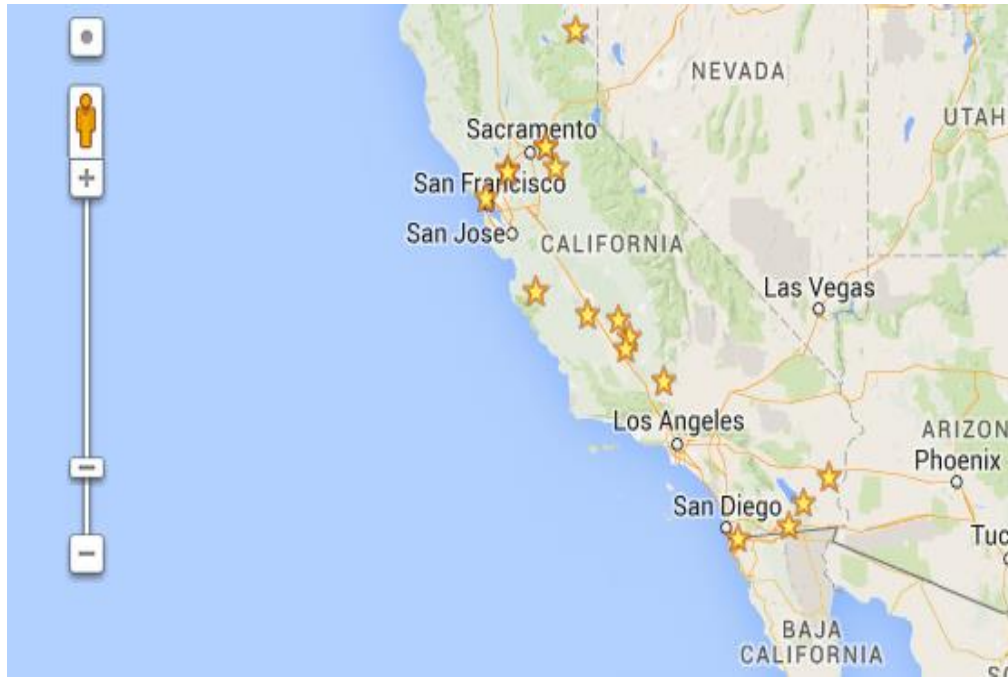 NEVADA
UTAH
Sacramento
San Francisco
San Jose
CALIFORNIA
Las Vegas
Los Angeles
ARIZON
Phoenix
San Diego
Tuc
BAJA
CALIFORNIA
SO